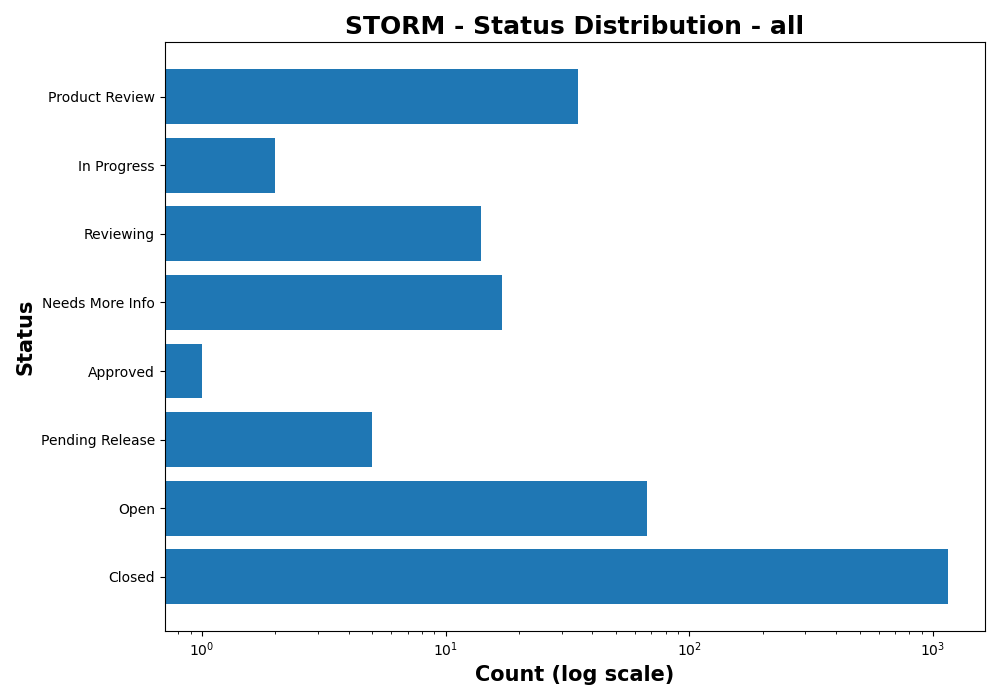 STORM - Status Distribution - all
Product Review
In Progress
Reviewing
Needs More Info
Approved
Pending Release
Open
Closed
Status
10⁰ 10¹ 10² 10³
Count (log scale)